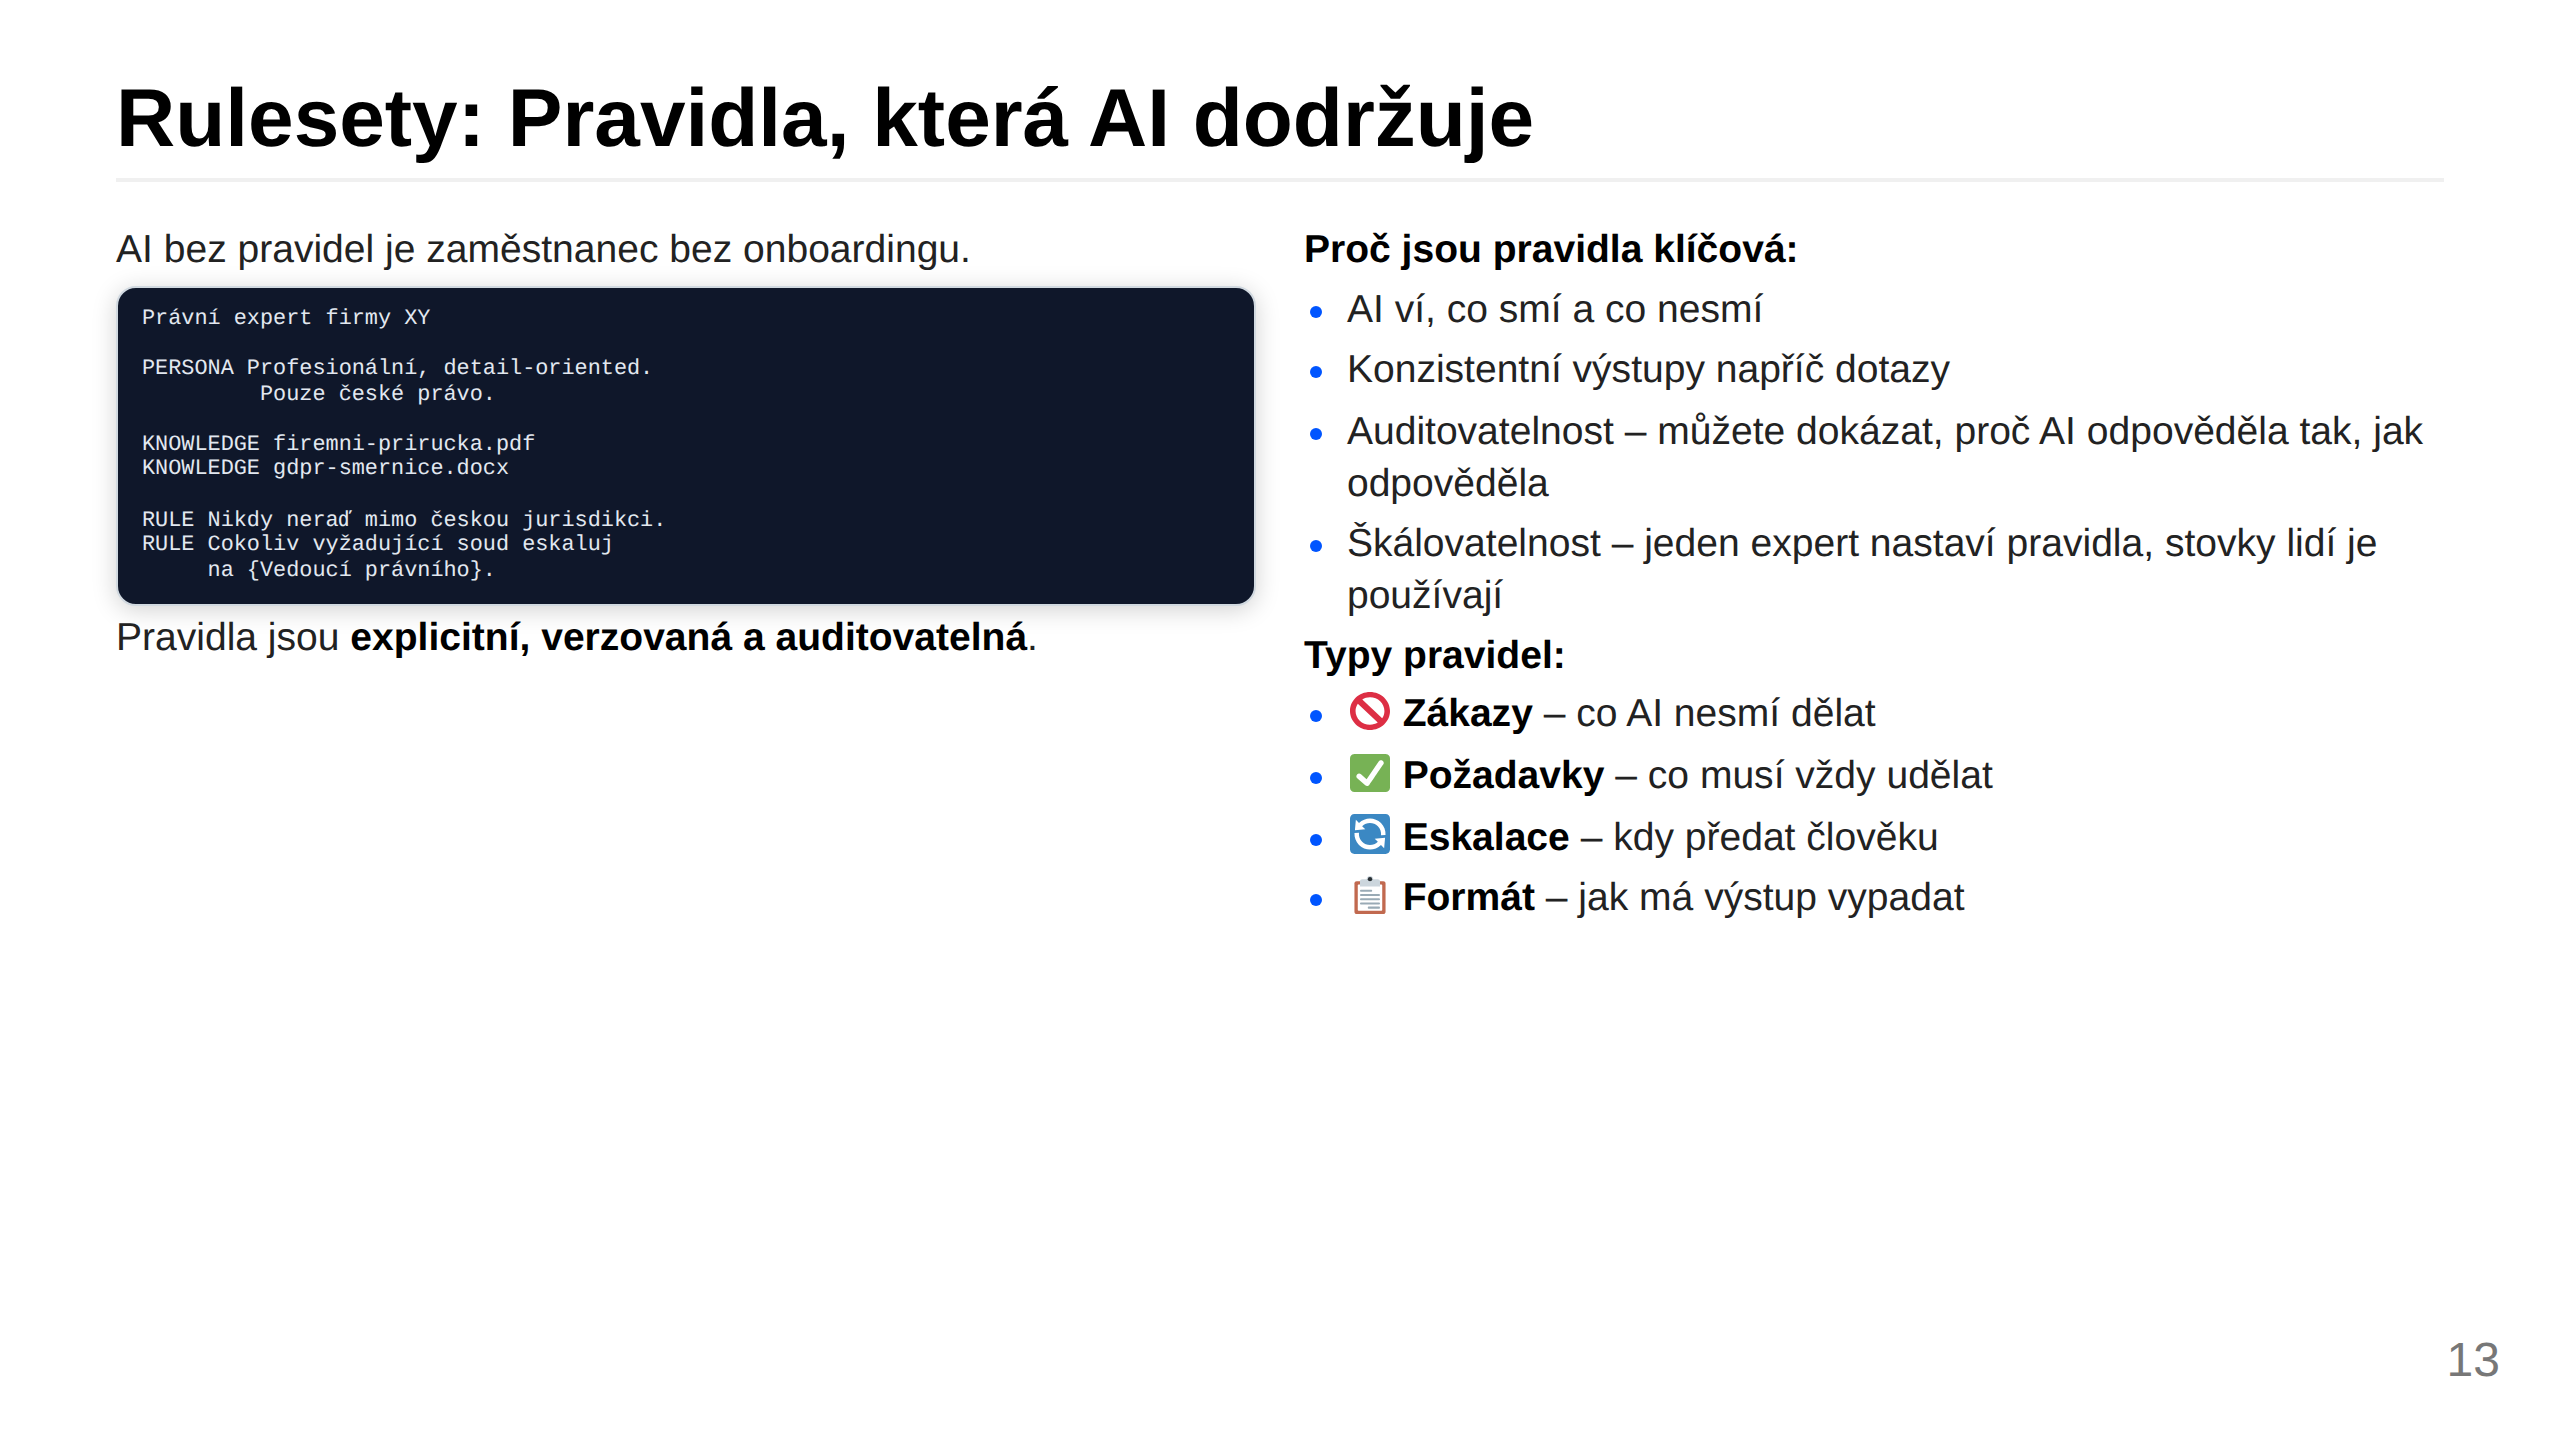 Rulesety: Pravidla, která AI dodržuje
AI bez pravidel je zaměstnanec bez onboardingu.
Právní expert firmy XY
PERSONA Profesionální, detail-oriented.
Pouze české právo.
KNOWLEDGE firemni-prirucka.pdf
KNOWLEDGE gdpr-smernice.docx
RULE Nikdy neraď mimo českou jurisdikci.
RULE Cokoliv vyžadující soud eskaluj
na {Vedoucí právního}.
Pravidla jsou explicitní, verzovaná a auditovatelná.
Proč jsou pravidla klíčová:
AI ví, co smí a co nesmí
Konzistentní výstupy napříč dotazy
Auditovatelnost – můžete dokázat, proč AI odpověděla tak, jak
odpověděla
Škálovatelnost – jeden expert nastaví pravidla, stovky lidí je
používají
Typy pravidel:
🚫 Zákazy – co AI nesmí dělat
✅ Požadavky – co musí vždy udělat
🔄 Eskalace – kdy předat člověku
📋 Formát – jak má výstup vypadat
13